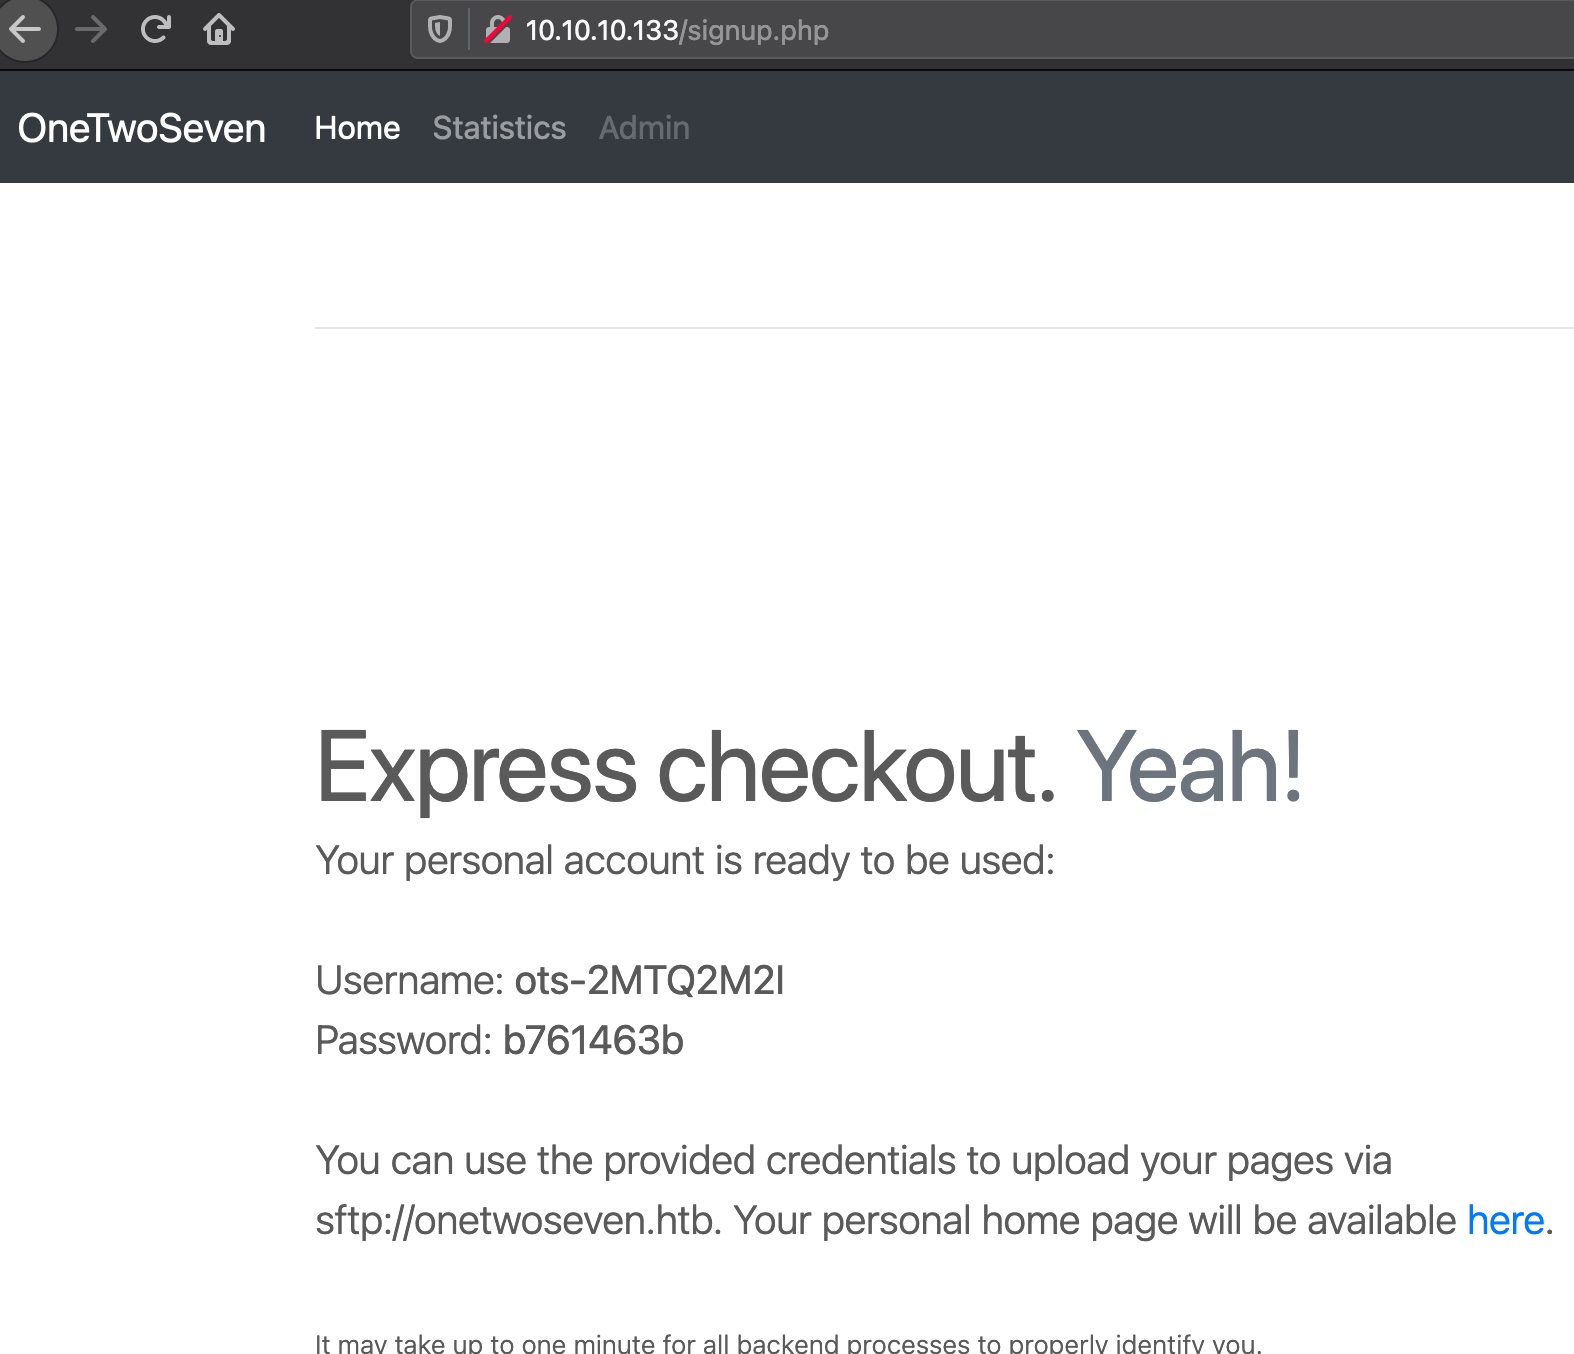 10.10.10.133/signup.php
OneTwoSeven Home Statistics Admin
Express checkout. Yeah!
Your personal account is ready to be used:
Username: ots-2MTQ2M2I
Password: b761463b
You can use the provided credentials to upload your pages via
sftp://onetwoseven.htb. Your personal home page will be available here.
It may take up to one minute for all backend processes to properly identify you.